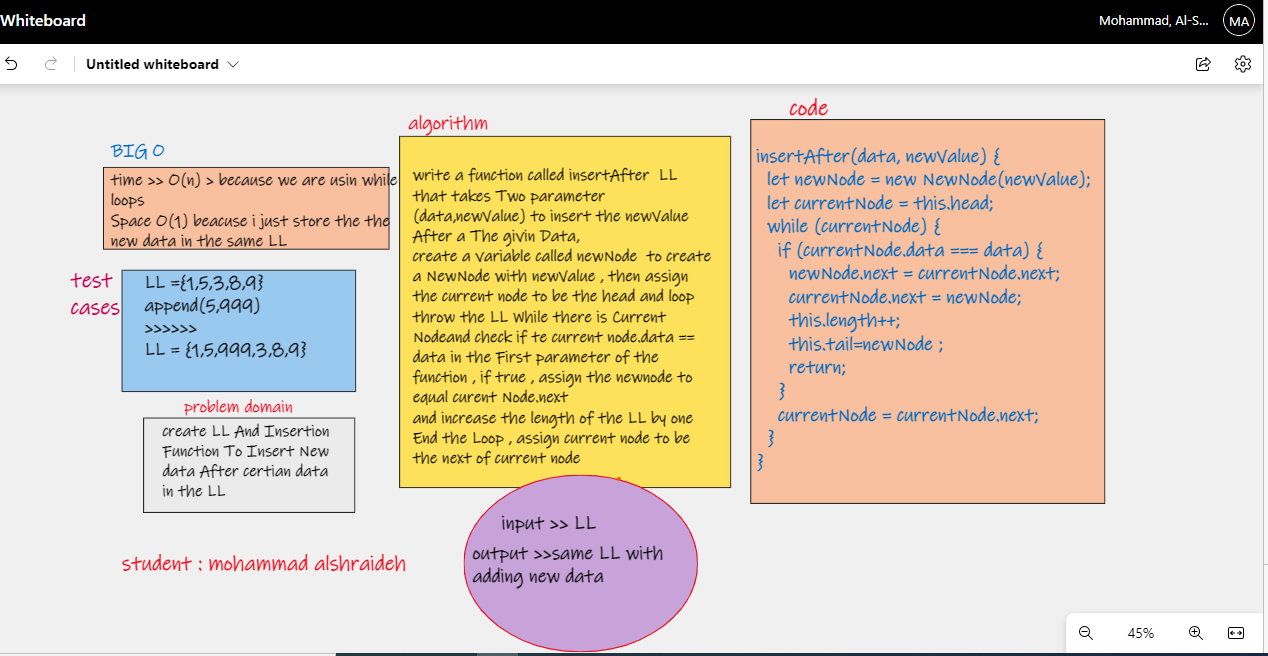 Whiteboard
Mohammad, Al-S...
MA
Untitled whiteboard
BIG O
time >> O(n) > because we are usin while
loops
Space O(1) beacuse i just store the the
new data in the same LL
test
cases
LL ={1,5,3,8,9}
append(5,999)
>>>>>>
LL = {1,5,999,3,8,9}
problem domain
create LL And Insertion
Function To Insert New
data After certian data
in the LL
student : mohammad alshraideh
algorithm
write a function called insertAfter LL
that takes Two parameter
(data,newValue) to insert the newValue
After a The givin Data,
create a Variable called newNode to create
a NewNode with newValue , then assign
the current node to be the head and loop
throw the LL While there is Current
Nodeand check if te current node.data ==
data in the First parameter of the
function , if true , assign the newnode to
equal curent Node.next
and increase the length of the LL by one
End the Loop , assign current node to be
the next of current node
input >> LL
output >>same LL with
adding new data
code
insertAfter(data, newValue) {
let newNode = new NewNode(newValue);
let currentNode = this.head;
while (currentNode) {
if (currentNode.data === data) {
newNode.next = currentNode.next;
currentNode.next = newNode;
this.length++;
this.tail=newNode ;
return;
}
currentNode = currentNode.next;
}
}
45%